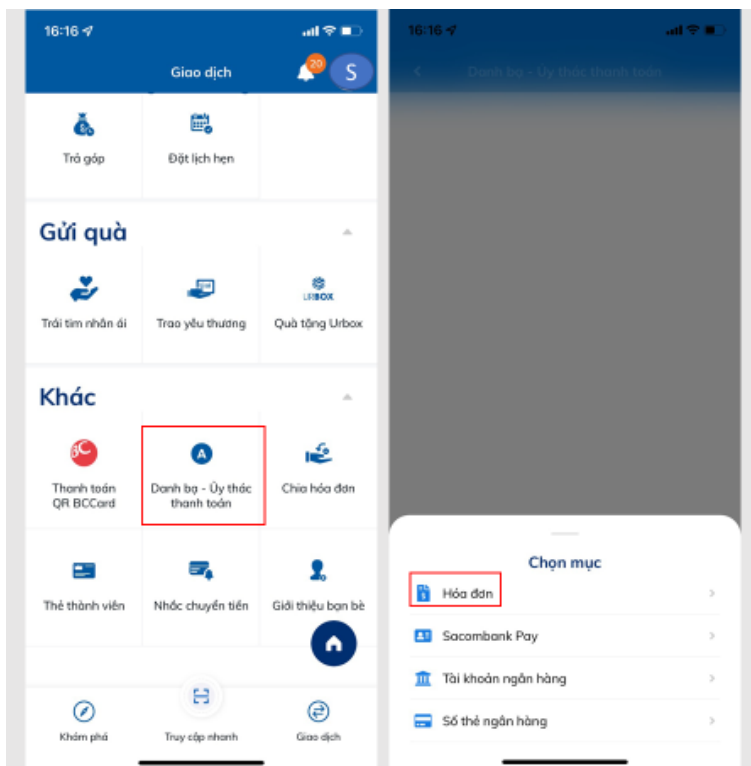 16:16
Giao dịch
20
S
Trả góp
Đặt lịch hẹn
Gửi quà
URBOX
Trái tim nhân ái
Trao yêu thương
Quà tặng Urbox
Khác
BC
A
Thanh toán
QR BCCard
Danh bạ - Ủy thác
thanh toán
Chia hóa đơn
Thẻ thành viên
Nhắc chuyển tiền
Giới thiệu bạn bè
Khám phá
Truy cập nhanh
Giao dịch
16:16
Danh bạ - Ủy thác thanh toán
Chọn mục
Hóa đơn
Sacombank Pay
Tài khoản ngân hàng
Số thẻ ngân hàng